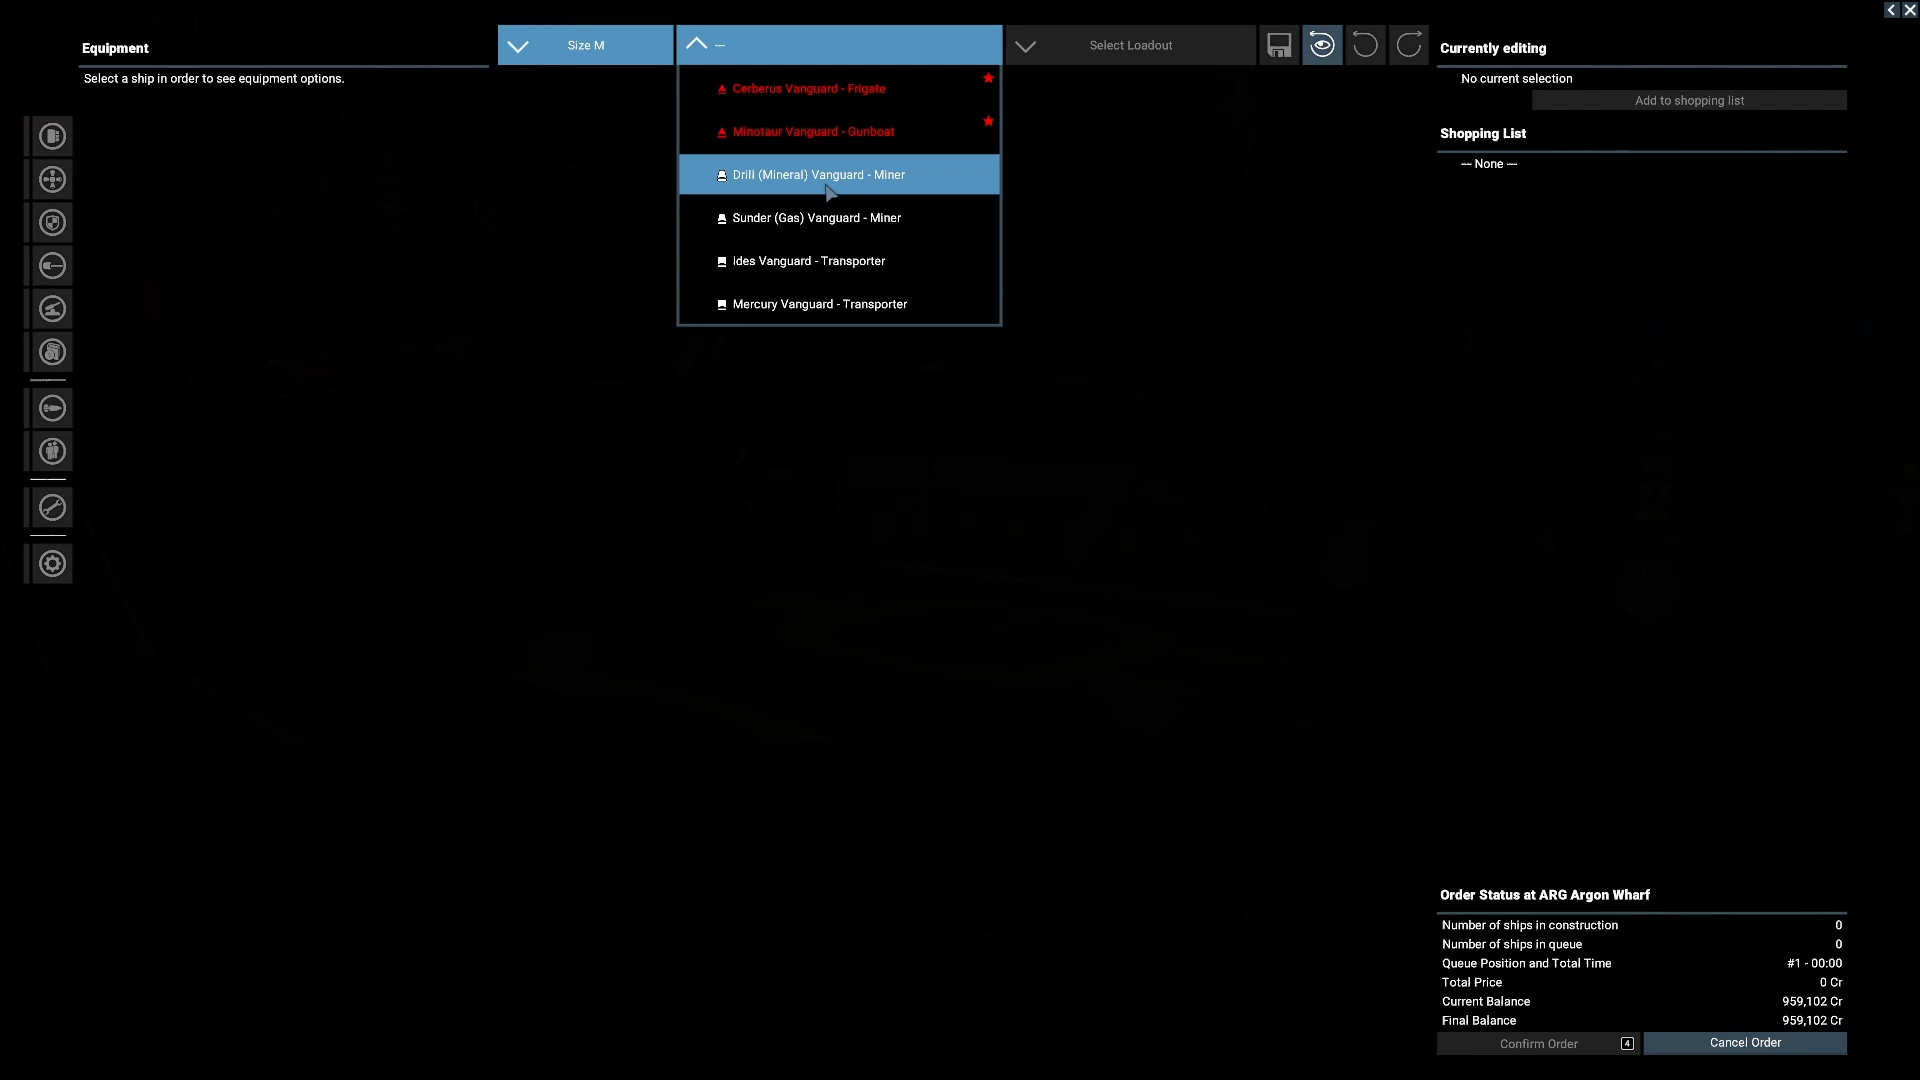 Equipment
Select a ship in order to see equipment options.
Size M
---
Select Loadout
Cerberus Vanguard - Frigate
Minotaur Vanguard - Gunboat
Drill (Mineral) Vanguard - Miner
Sunder (Gas) Vanguard - Miner
Ides Vanguard - Transporter
Mercury Vanguard - Transporter
Currently editing
No current selection
Add to shopping list
Shopping List
--- None ---
Order Status at ARG Argon Wharf
Number of ships in construction 0
Number of ships in queue 0
Queue Position and Total Time #1 - 00:00
Total Price 0 Cr
Current Balance 959,102 Cr
Final Balance 959,102 Cr
Confirm Order 4
Cancel Order